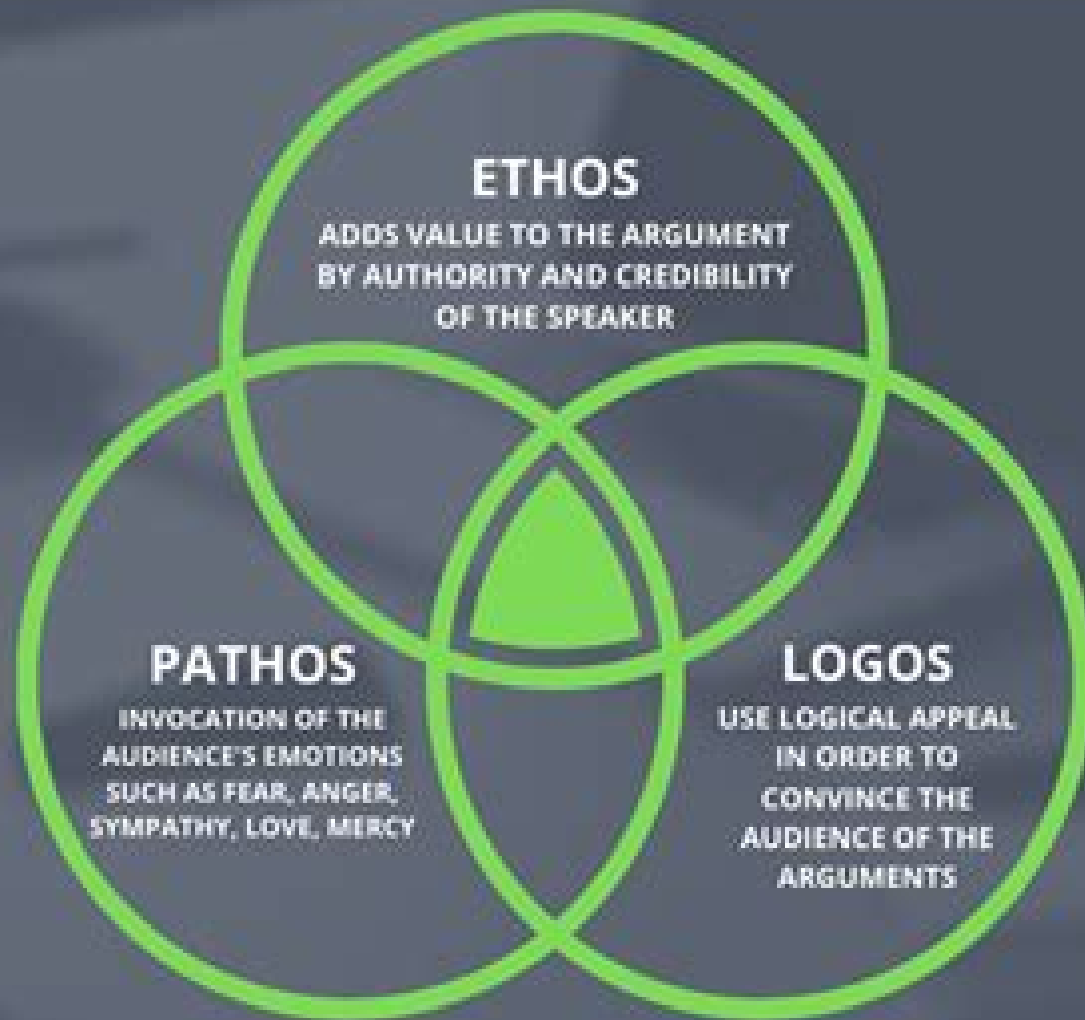 ETHOS
ADDS VALUE TO THE ARGUMENT
BY AUTHORITY AND CREDIBILITY
OF THE SPEAKER
PATHOS
INVOCATION OF THE
AUDIENCE'S EMOTIONS
SUCH AS FEAR, ANGER,
SYMPATHY, LOVE, MERCY
LOGOS
USE LOGICAL APPEAL
IN ORDER TO
CONVINCE THE
AUDIENCE OF THE
ARGUMENTS